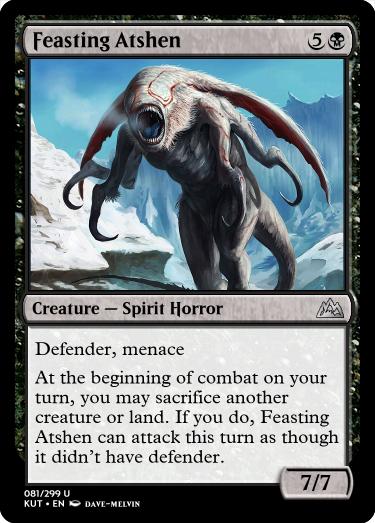 Feasting Atshen 5
Creature — Spirit Horror
Defender, menace
At the beginning of combat on your
turn, you may sacrifice another
creature or land. If you do, Feasting
Atshen can attack this turn as though
it didn't have defender.
7/7
081/299 U
KUT • EN DAVE-MELVIN